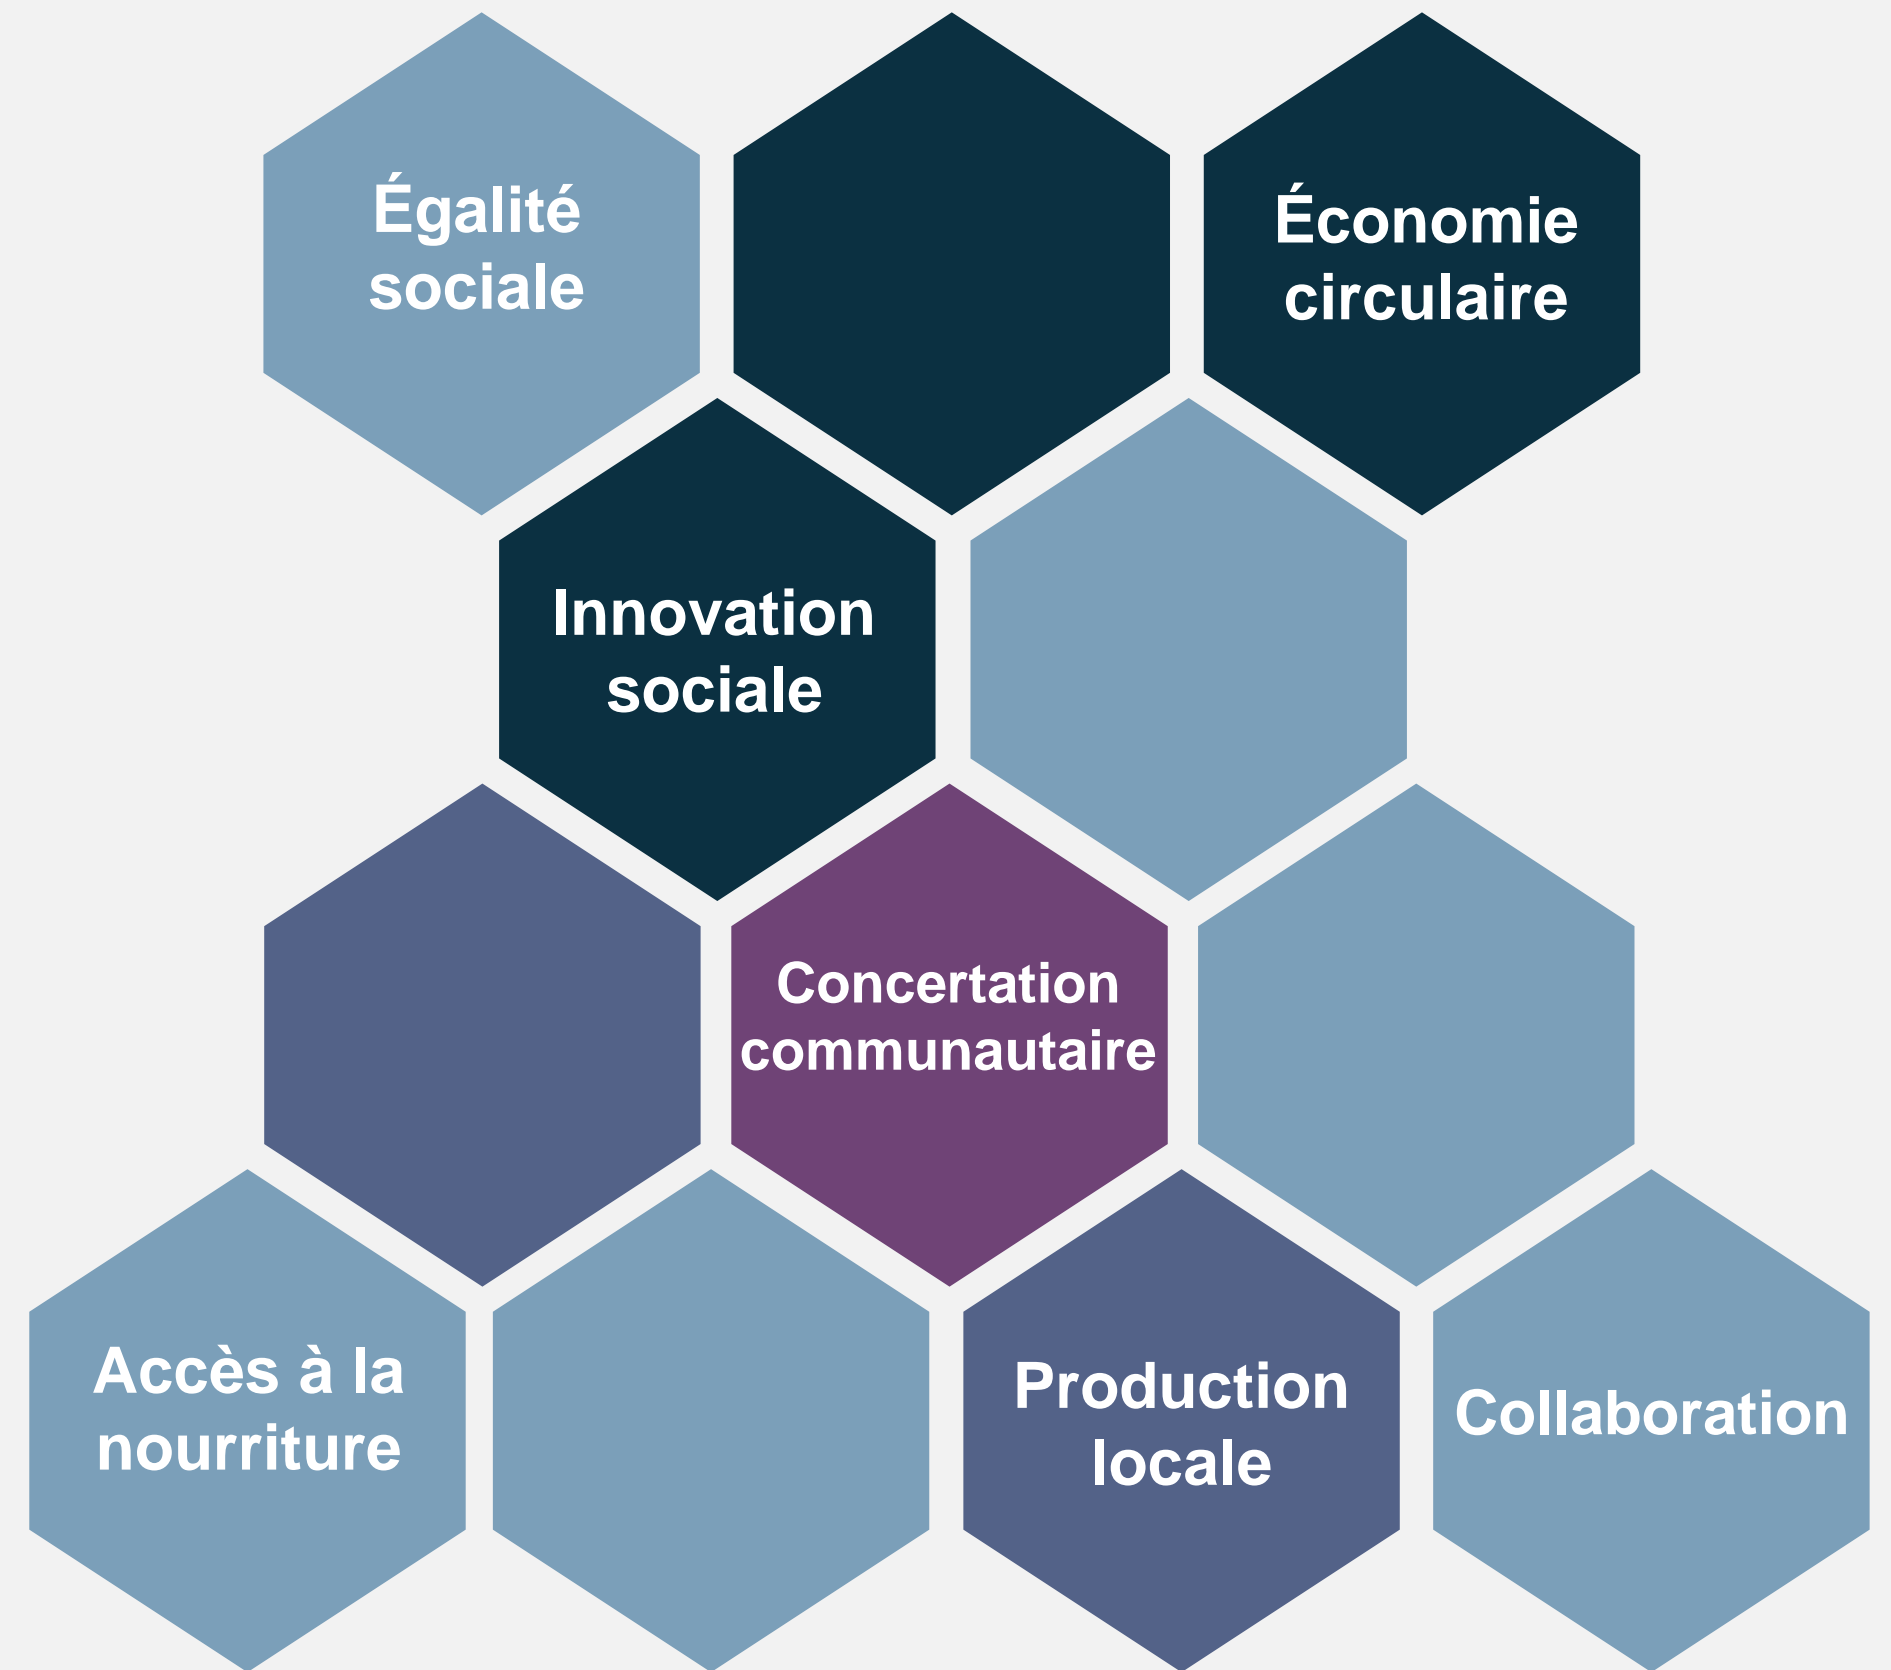 Égalité
sociale
Économie
circulaire
Innovation
sociale
Concertation
communautaire
Accès à la
nourriture
Production
locale
Collaboration